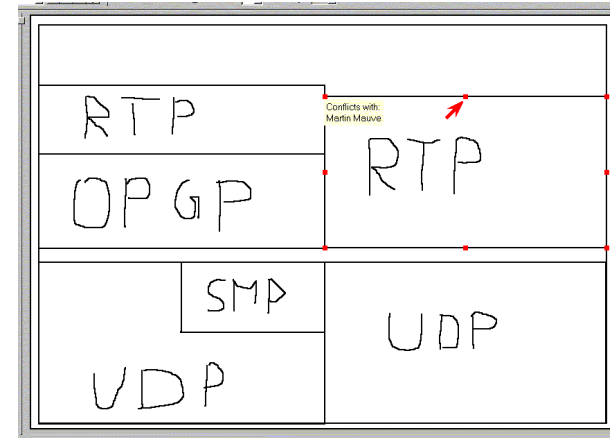 RTP
Conflicts with:
Martin Mauve
RTP
OPGP
SMP
UDP
UDP